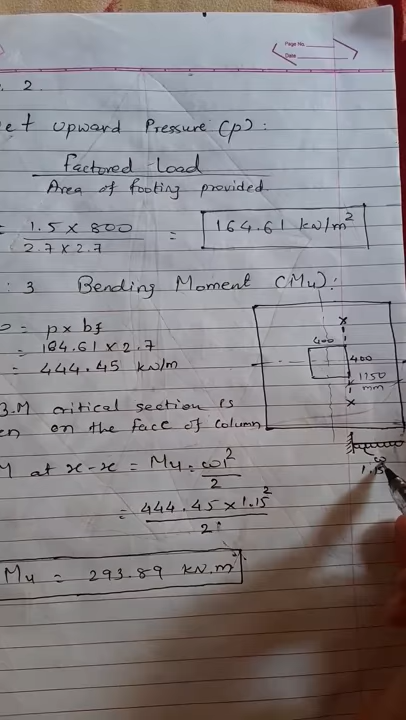 Page No
Date
. 2.
et Upward Pressure (p):
Factored Load
Area of footing provided
= 1.5 x 800 = 164.61 kN/m²
2.7 x 2.7
: 3 Bending Moment (Mu):
= p x bf
= 164.61 x 2.7
= 444.45 kN/m
B.M critical section is
en on the face of column
M at x-x = Mu = ωl²
2
= 444.45 x 1.15²
2
Mu = 293.89 kN.m
x
400
400
1150
mm
x
ω
1.15